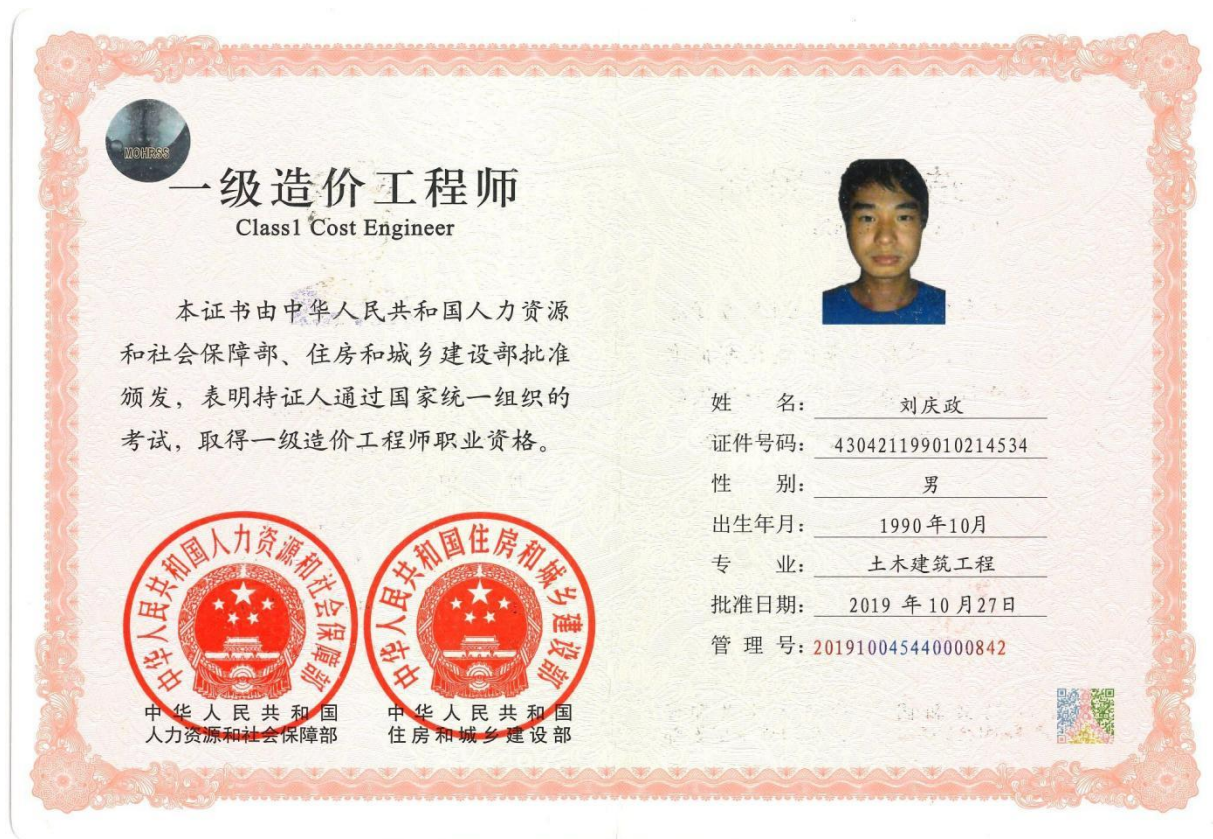 MOHRSS
一级造价工程师
Class1 Cost Engineer
本证书由中华人民共和国人力资源
和社会保障部、住房和城乡建设部批准
颁发，表明持证人通过国家统一组织的
考试，取得一级造价工程师职业资格。
中华人民共和国人力资源和社会保障部
中华人民共和国住房和城乡建设部
中华人民共和国
人力资源和社会保障部
中华人民共和国
住房和城乡建设部
姓 名：刘庆政
证件号码：430421199010214534
性 别：男
出生年月：1990年10月
专 业：土木建筑工程
批准日期：2019 年 10 月27日
管 理 号：201910045440000842